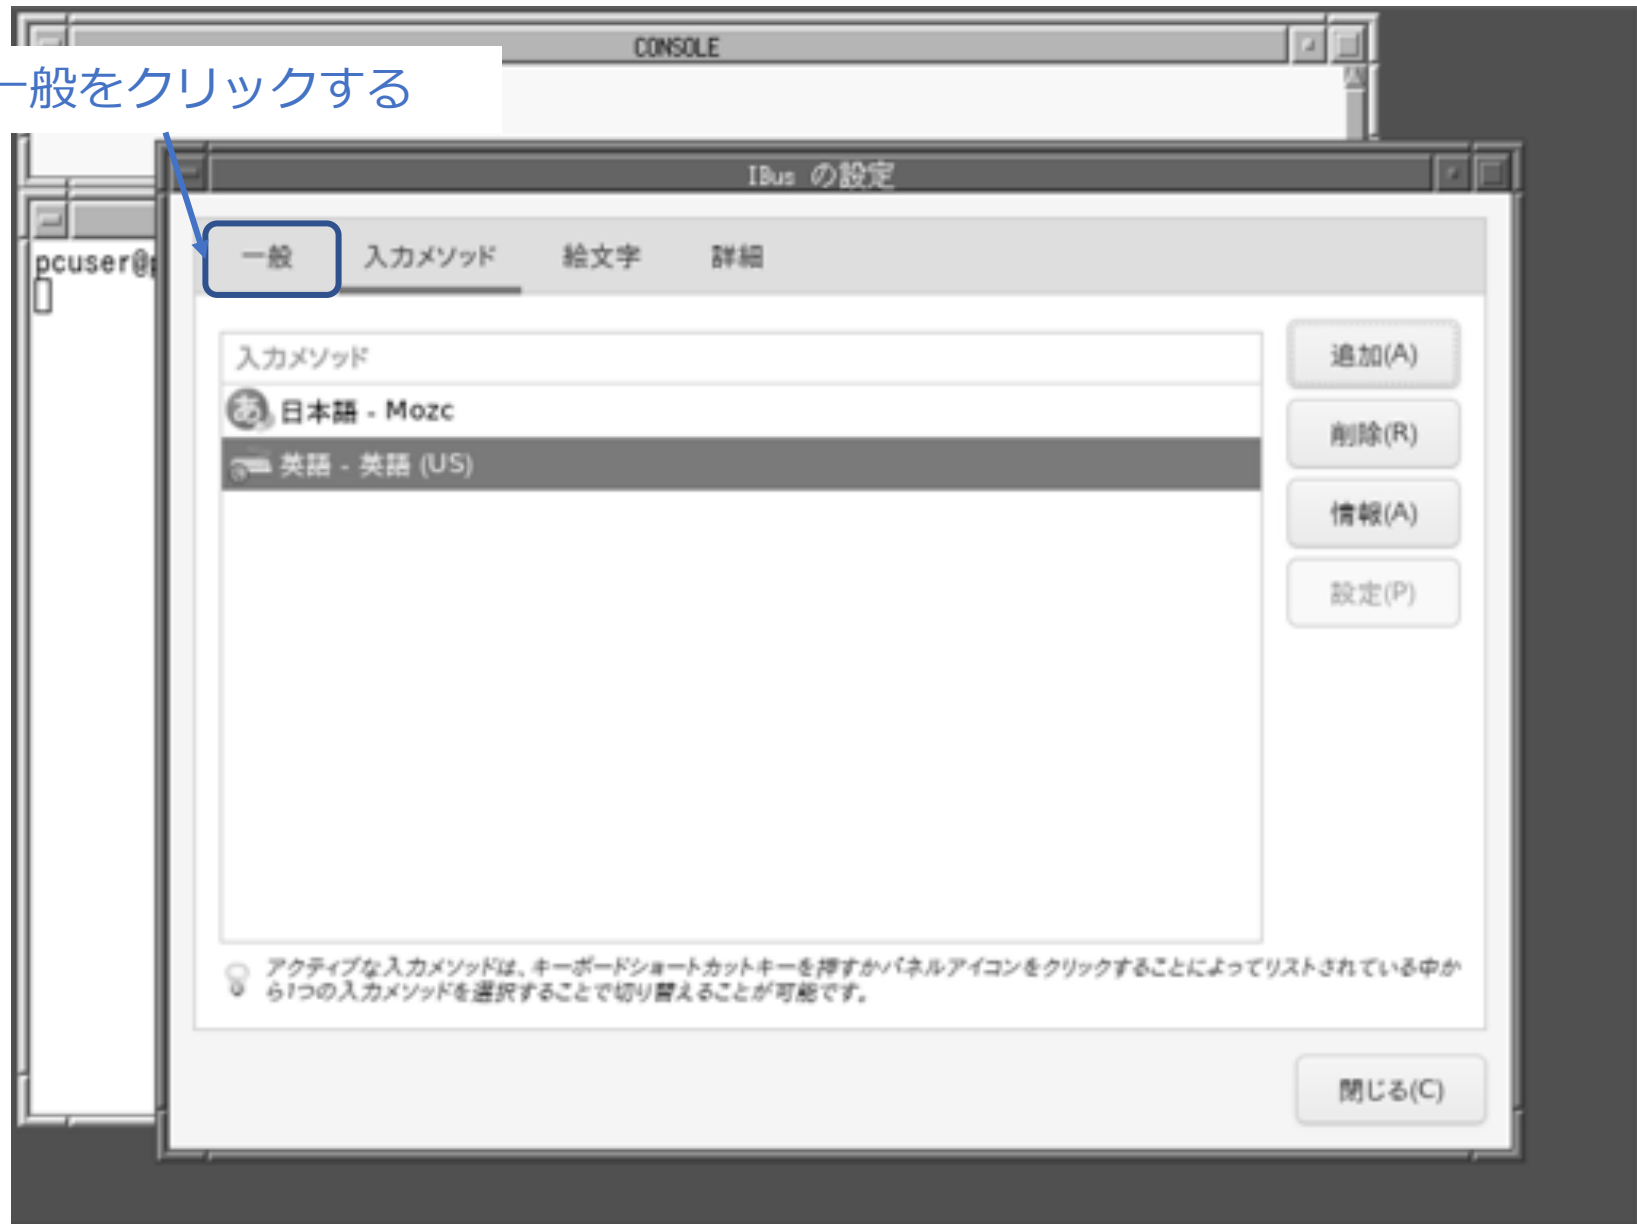 CONSOLE
一般をクリックする
IBus の設定
pcuser@
一般 入力メソッド 絵文字 詳細
入力メソッド
追加(A)
あ 日本語 - Mozc
削除(R)
英語 - 英語 (US)
情報(A)
設定(P)
アクティブな入力メソッドは、キーボードショートカットキーを押すかパネルアイコンをクリックすることによってリストされている中か
ら1つの入力メソッドを選択することで切り替えることが可能です。
閉じる(C)